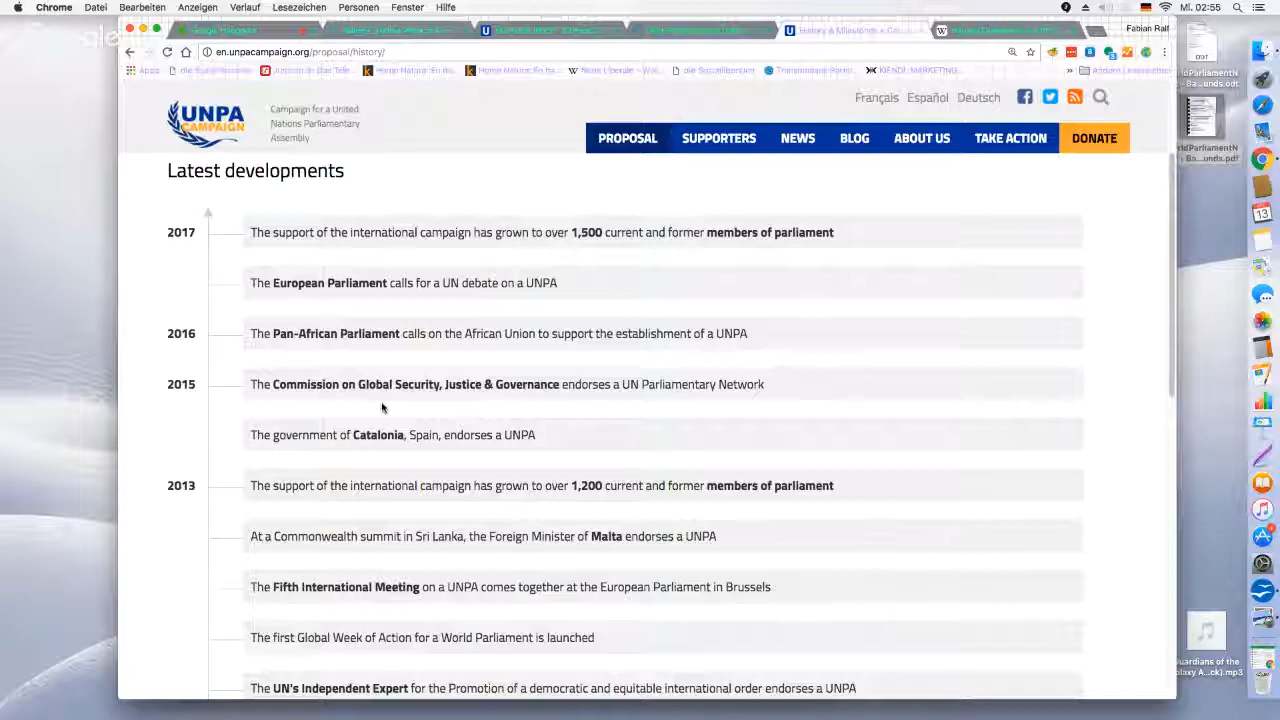 Chrome Datei Bearbeiten Anzeigen Verlauf Lesezeichen Personen Fenster Hilfe Mi. 02:55
Fabian Ralf
en.unpacampaign.org/proposal/history/
Apps
UNPA
CAMPAIGN
Campaign for a United
Nations Parliamentary
Assembly
Français Español Deutsch
PROPOSAL SUPPORTERS NEWS BLOG ABOUT US TAKE ACTION DONATE
Latest developments
2017 The support of the international campaign has grown to over 1,500 current and former members of parliament
The European Parliament calls for a UN debate on a UNPA
2016 The Pan-African Parliament calls on the African Union to support the establishment of a UNPA
2015 The Commission on Global Security, Justice & Governance endorses a UN Parliamentary Network
The government of Catalonia, Spain, endorses a UNPA
2013 The support of the international campaign has grown to over 1,200 current and former members of parliament
At a Commonwealth summit in Sri Lanka, the Foreign Minister of Malta endorses a UNPA
The Fifth International Meeting on a UNPA comes together at the European Parliament in Brussels
The first Global Week of Action for a World Parliament is launched
The UN's Independent Expert for the Promotion of a democratic and equitable international order endorses a UNPA